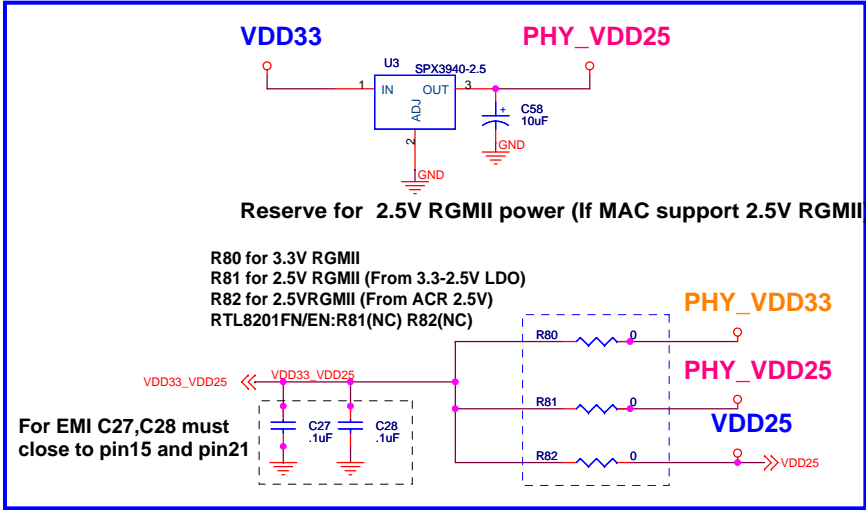 VDD33
PHY_VDD25
U3
SPX3940-2.5
1
IN
OUT
3
ADJ
2
C58
10uF
+
GND
GND
Reserve for 2.5V RGMII power (If MAC support 2.5V RGMII)
R80 for 3.3V RGMII
R81 for 2.5V RGMII (From 3.3-2.5V LDO)
R82 for 2.5VRGMII (From ACR 2.5V)
RTL8201FN/EN:R81(NC) R82(NC)
PHY_VDD33
R80
0
VDD33_VDD25
VDD33_VDD25
PHY_VDD25
R81
0
For EMI C27,C28 must
close to pin15 and pin21
C27
.1uF
C28
.1uF
VDD25
R82
0
VDD25